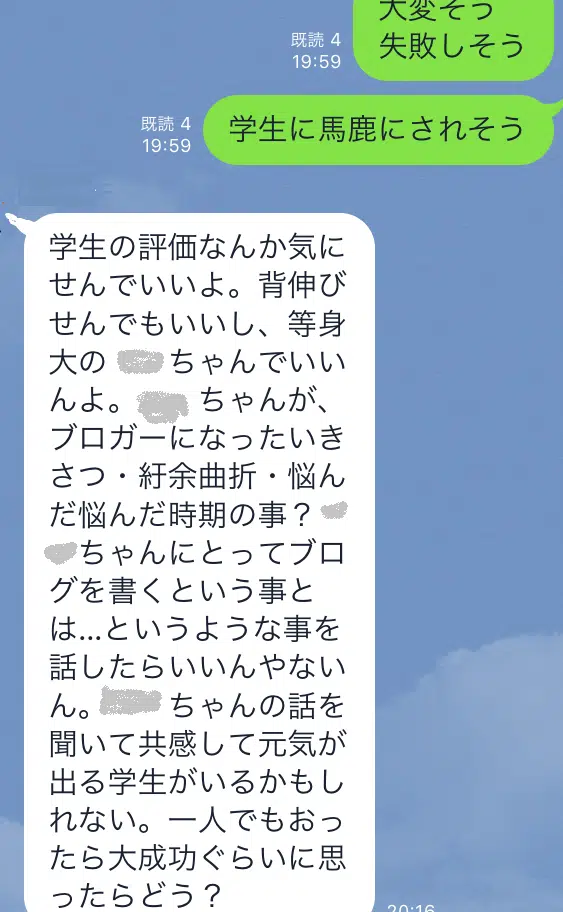 大変そう
既読 4
失敗しそう
19:59
既読 4
学生に馬鹿にされそう
19:59
学生の評価なんか気に
せんでいいよ。背伸び
せんでもいいし、等身
大の ちゃんでいい
んよ。 ちゃんが、
ブロガーになったいき
さつ・紆余曲折・悩ん
だ悩んだ時期の事？
ちゃんにとってブロ
グを書くという事と
は…というような事を
話したらいいんやない
ん。 ちゃんの話を
聞いて共感して元気が
出る学生がいるかもし
れない。一人でもおっ
たら大成功ぐらいに思
ったらどう？
20:16